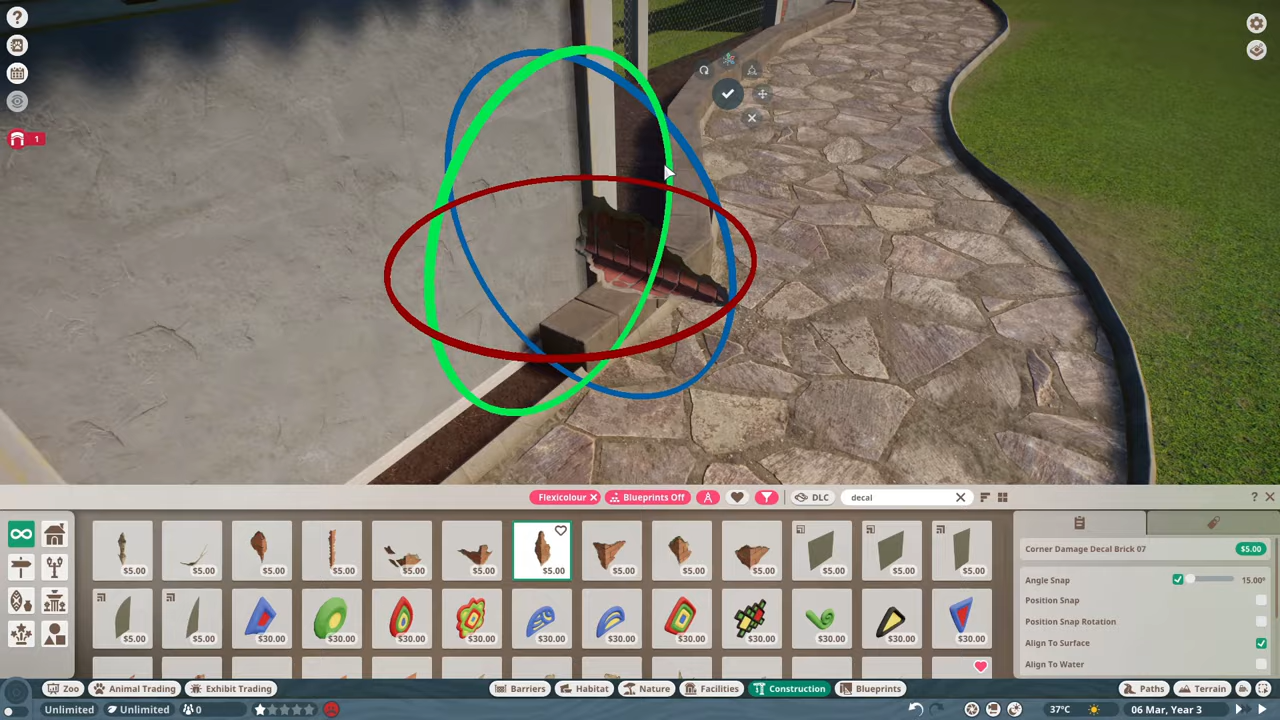 ?
1
Flexicolour ✕
Blueprints Off
DLC
decal
? ✕
$5.00 $5.00 $5.00 $5.00 $5.00 $5.00 $5.00 $5.00 $5.00 $5.00 $5.00 $5.00 $5.00
Corner Damage Decal Brick 07 $5.00
Angle Snap 15.00°
Position Snap
Position Snap Rotation
Align To Surface
Align To Water
$5.00 $5.00 $30.00 $30.00 $30.00 $30.00 $30.00 $30.00 $30.00 $30.00 $30.00 $30.00 $30.00
Zoo Animal Trading Exhibit Trading Barriers Habitat Nature Facilities Construction Blueprints Paths Terrain
Unlimited Unlimited 0 37°C 06 Mar, Year 3